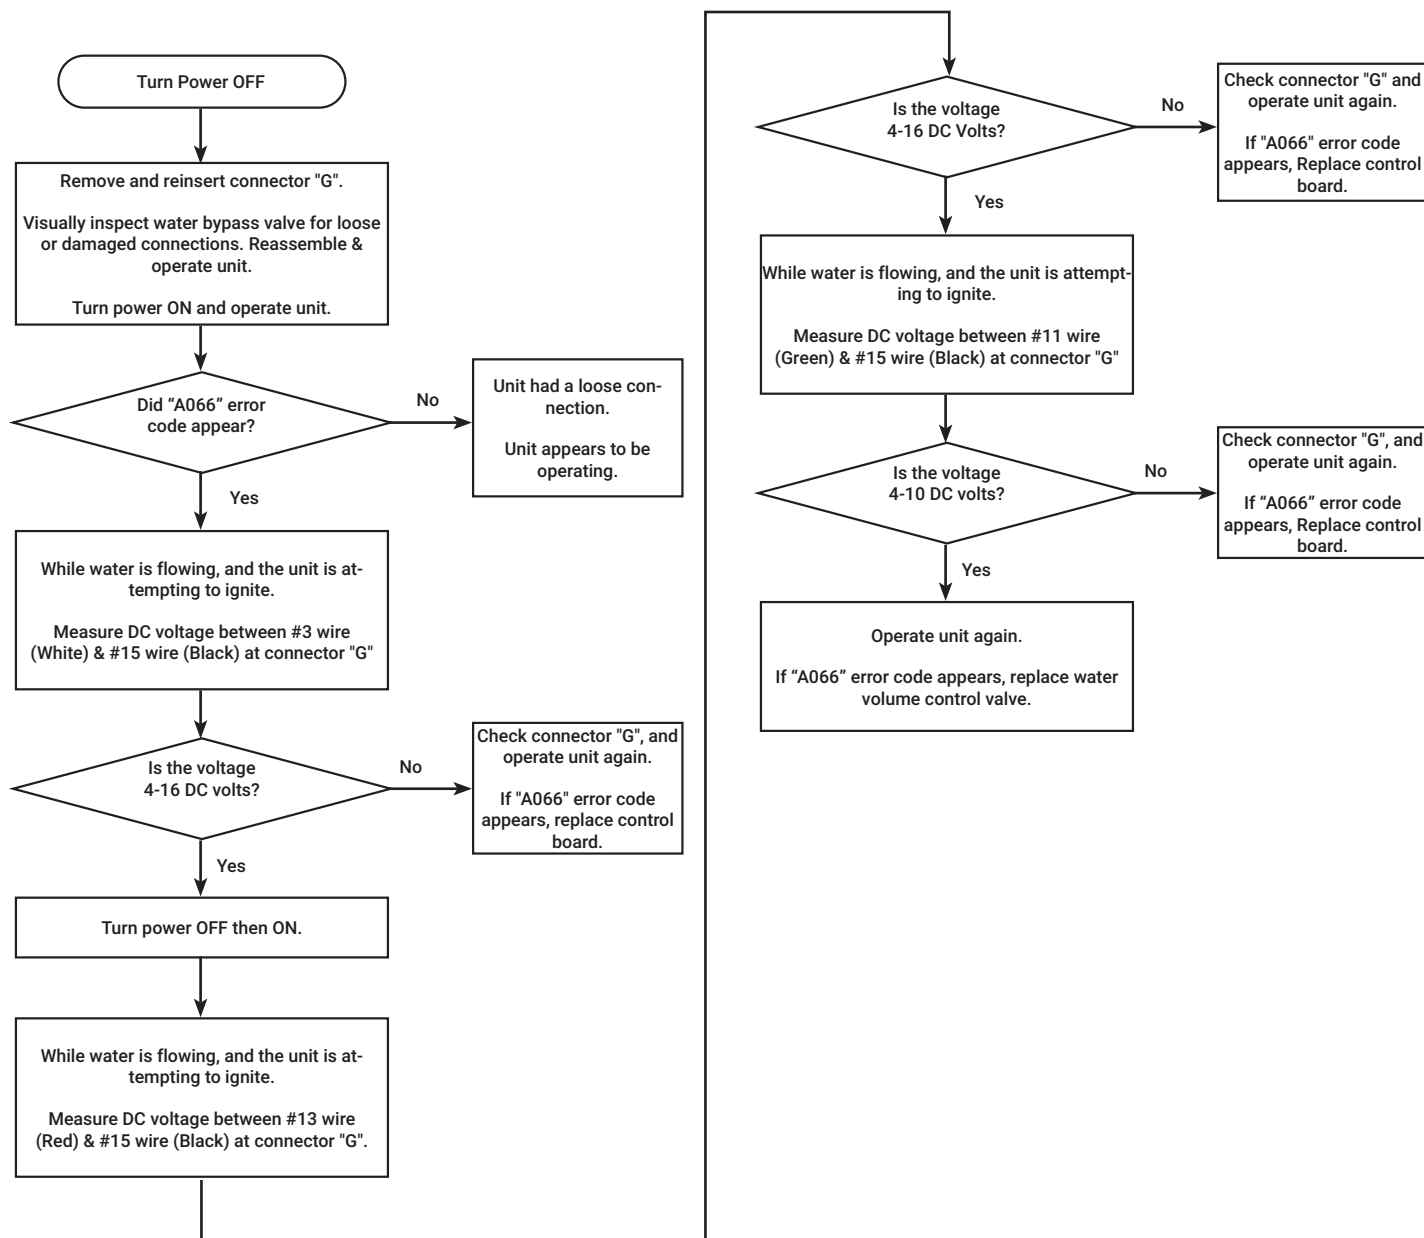 Turn Power OFF
Remove and reinsert connector "G".
Visually inspect water bypass valve for loose
or damaged connections. Reassemble &
operate unit.
Turn power ON and operate unit.
Did “A066” error
code appear?
No
Unit had a loose con-
nection.
Unit appears to be
operating.
Yes
While water is flowing, and the unit is at-
tempting to ignite.
Measure DC voltage between #3 wire
(White) & #15 wire (Black) at connector "G"
Is the voltage
4-16 DC volts?
No
Check connector "G", and
operate unit again.
If "A066" error code
appears, replace control
board.
Yes
Turn power OFF then ON.
While water is flowing, and the unit is at-
tempting to ignite.
Measure DC voltage between #13 wire
(Red) & #15 wire (Black) at connector "G".
Is the voltage
4-16 DC Volts?
No
Check connector "G" and
operate unit again.
If "A066" error code
appears, Replace control
board.
Yes
While water is flowing, and the unit is attempt-
ing to ignite.
Measure DC voltage between #11 wire
(Green) & #15 wire (Black) at connector "G"
Is the voltage
4-10 DC volts?
No
Check connector "G", and
operate unit again.
If “A066” error code
appears, Replace control
board.
Yes
Operate unit again.
If “A066” error code appears, replace water
volume control valve.